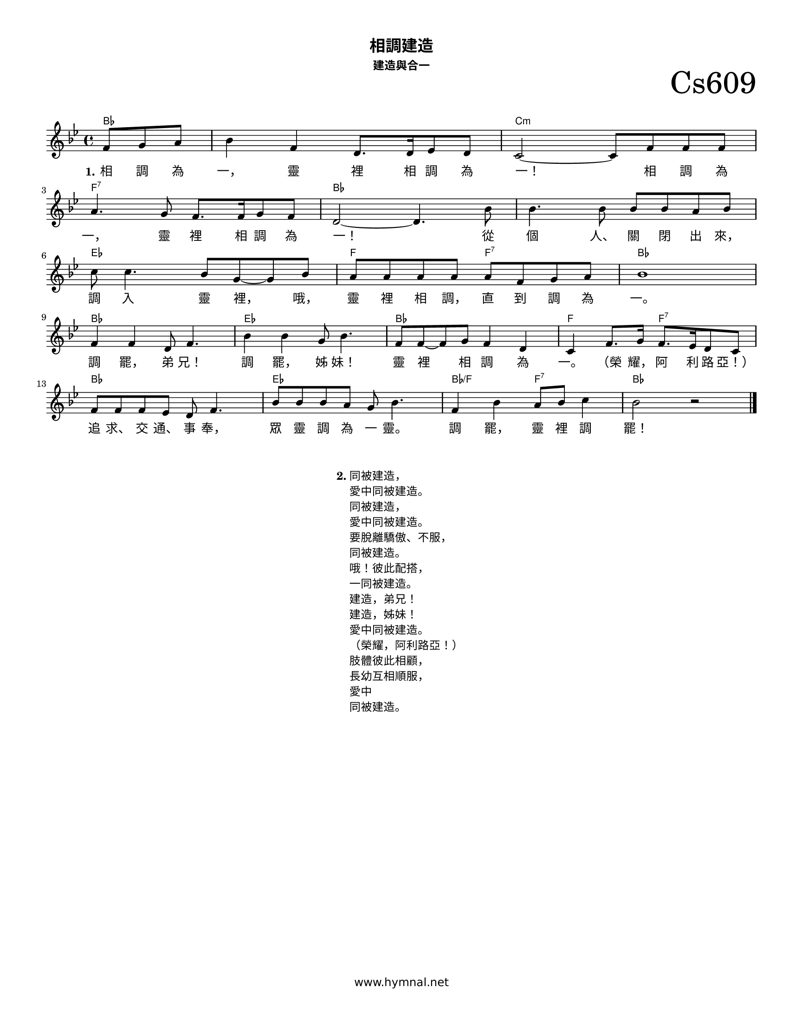 相調建造
建造與合一
Cs609
B♭
1. 相 調 為 一， 靈 裡 相 調 為 一！ 相 調 為
Cm
3
F7 B♭
一， 靈 裡 相 調 為 一！ 從 個 人、 關 閉 出 來，
6
E♭ F F7 B♭
調 入 靈 裡， 哦， 靈 裡 相 調， 直 到 調 為 一。
9
B♭ E♭ B♭ F F7
調 罷， 弟 兄！ 調 罷， 姊 妹！ 靈 裡 相 調 為 一。 （榮 耀， 阿 利 路 亞！）
13
B♭ E♭ B♭/F F7 B♭
追 求、 交 通、 事 奉， 眾 靈 調 為 一 靈。 調 罷， 靈 裡 調 罷！
2. 同被建造，
愛中同被建造。
同被建造，
愛中同被建造。
要脫離驕傲、不服，
同被建造。
哦！彼此配搭，
一同被建造。
建造，弟兄！
建造，姊妹！
愛中同被建造。
（榮耀，阿利路亞！）
肢體彼此相顧，
長幼互相順服，
愛中
同被建造。
www.hymnal.net